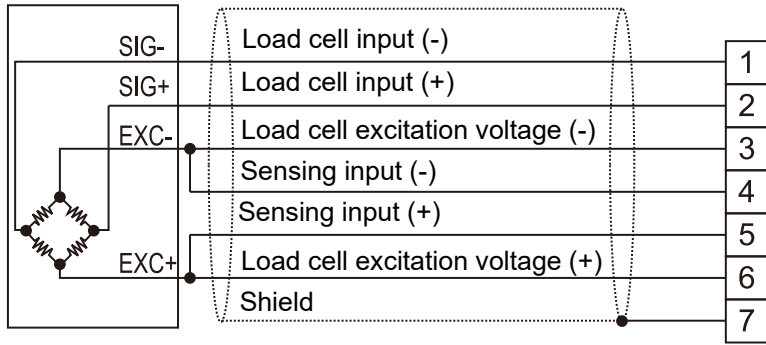 SIG-
Load cell input (-)
1
SIG+
Load cell input (+)
2
EXC-
Load cell excitation voltage (-)
3
Sensing input (-)
4
Sensing input (+)
5
EXC+
Load cell excitation voltage (+)
6
Shield
7